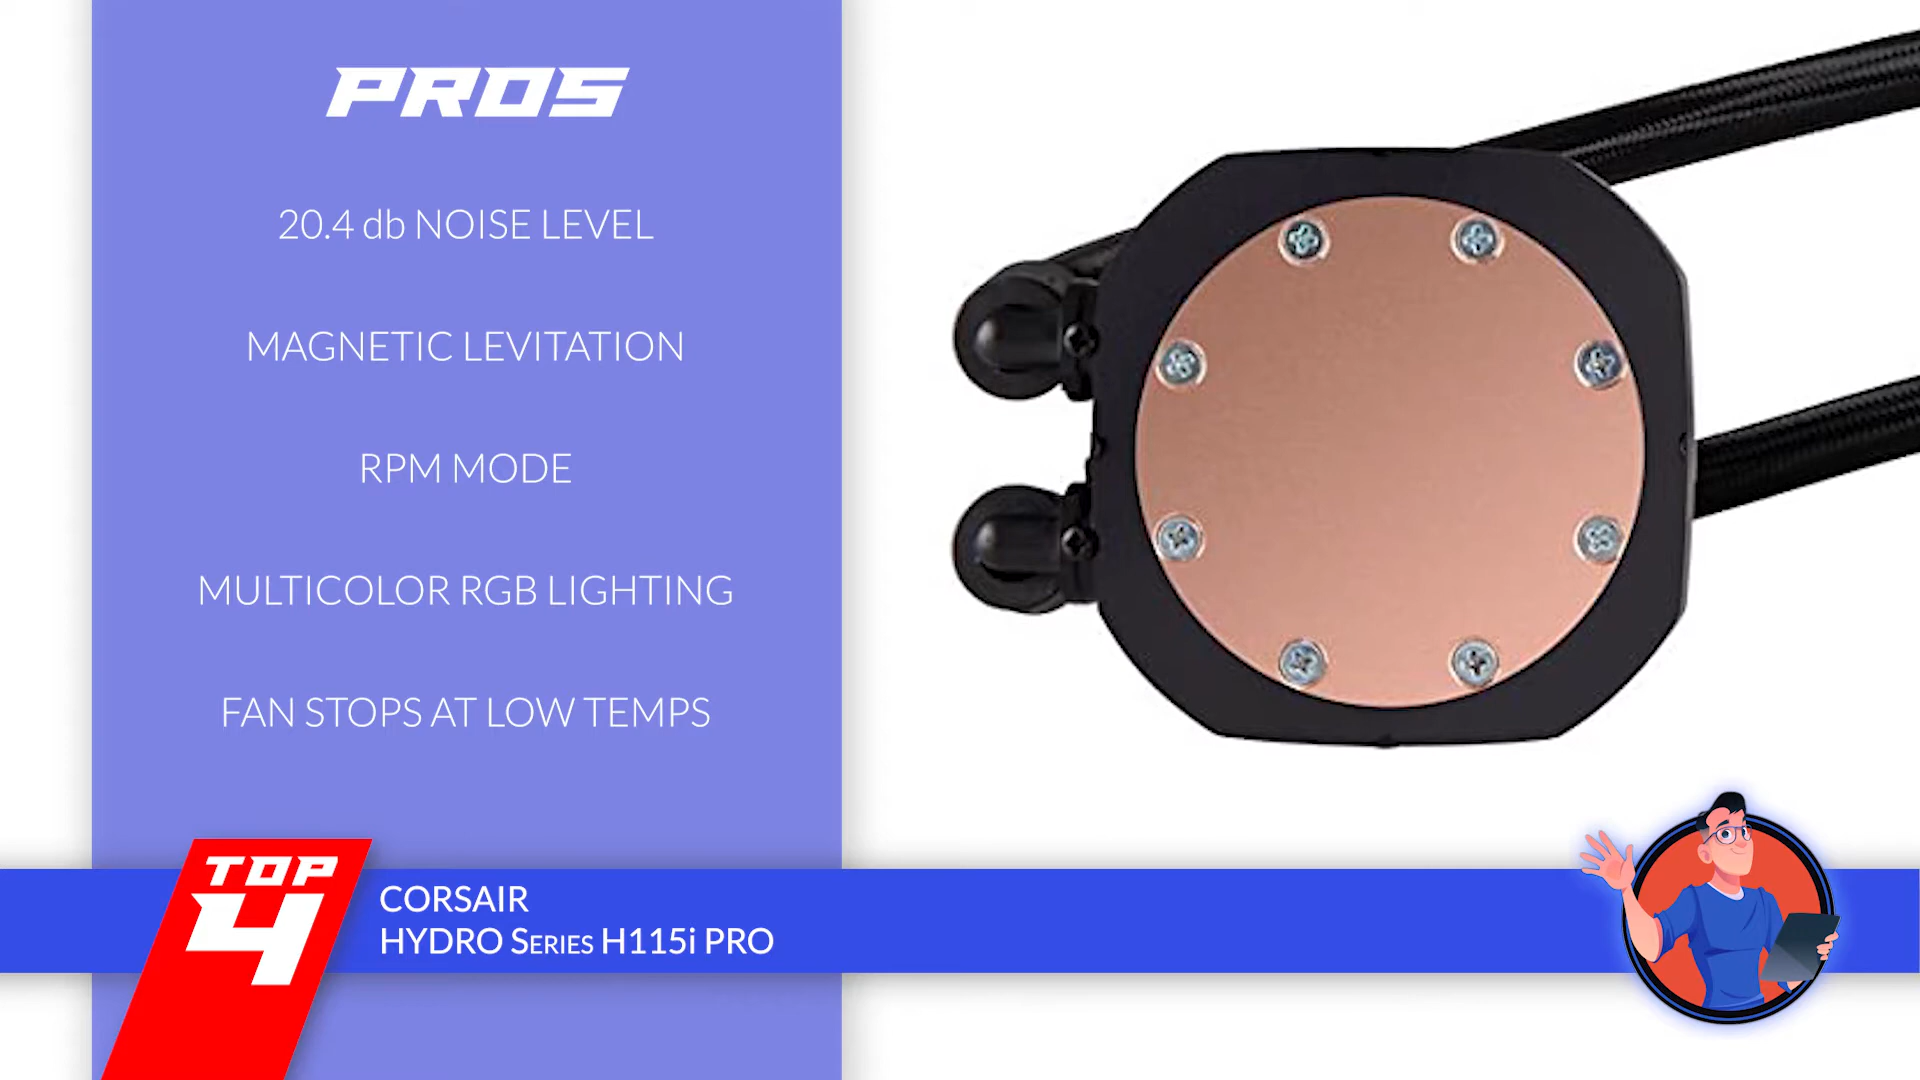 PROS
20.4 db NOISE LEVEL
MAGNETIC LEVITATION
RPM MODE
MULTICOLOR RGB LIGHTING
FAN STOPS AT LOW TEMPS
TOP
4
CORSAIR
HYDRO SERIES H115i PRO